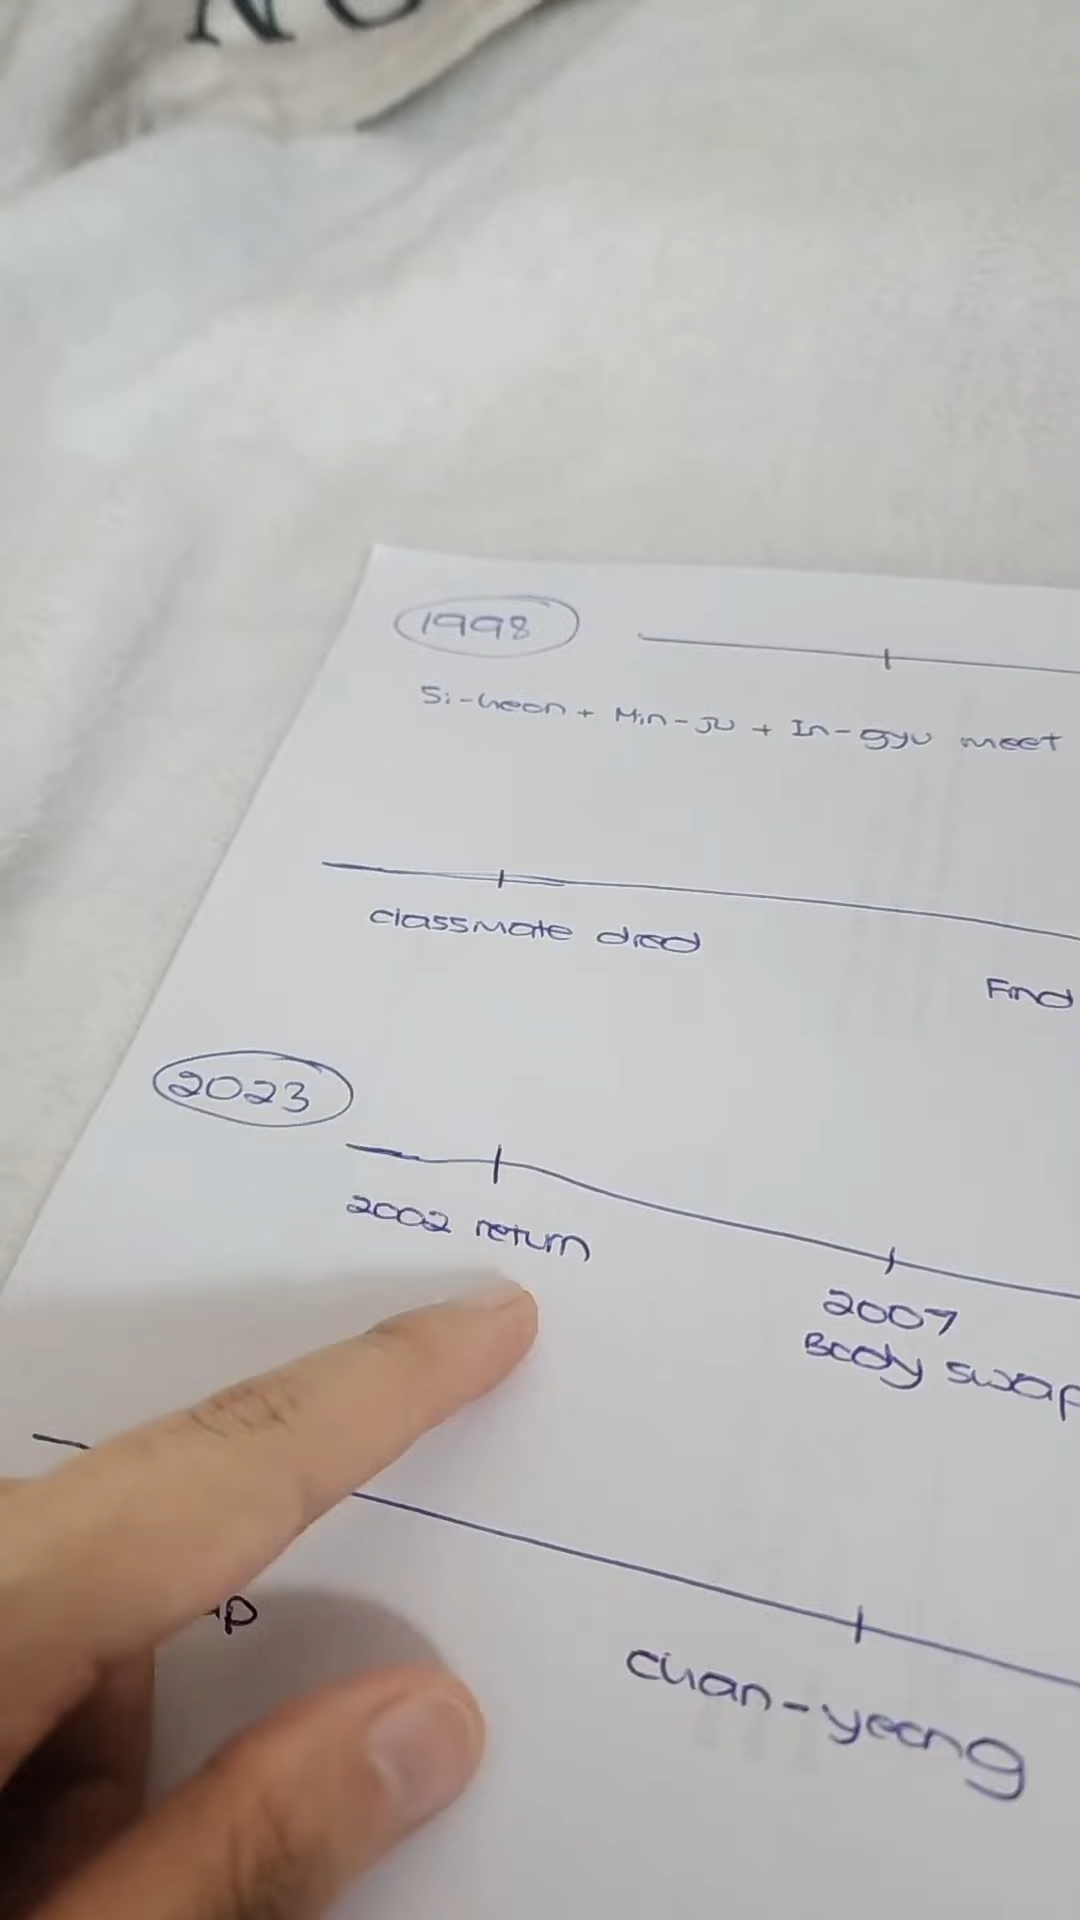 1998
Si-heon + Min-ju + In-gyu meet
classmate died
Find
2023
2002 return
2007
Body swap
chan-yeong